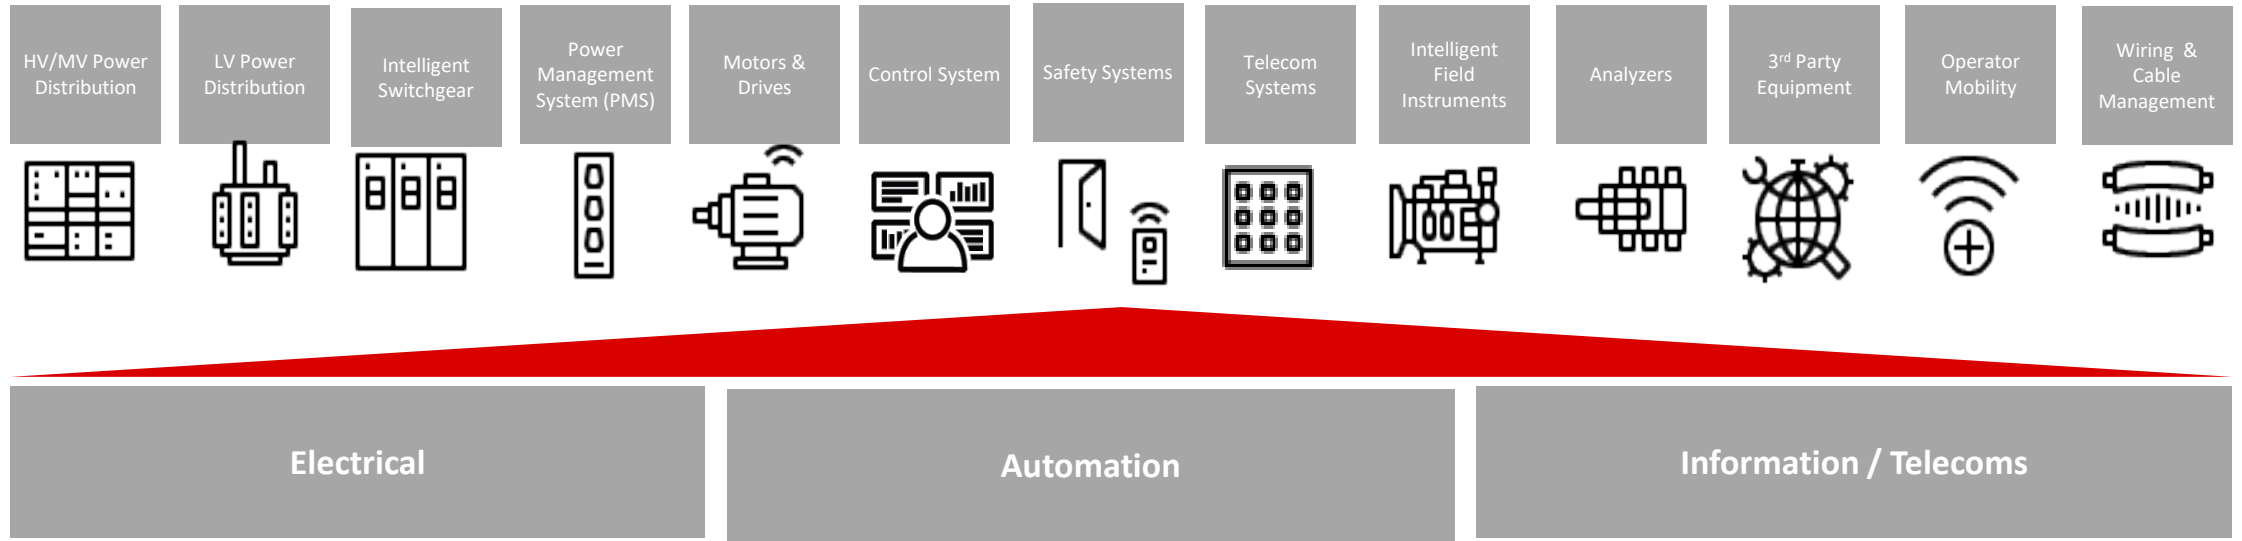 HV/MV Power
Distribution
LV Power
Distribution
Intelligent
Switchgear
Power
Management
System (PMS)
Motors &
Drives
Control System
Safety Systems
Telecom
Systems
Intelligent
Field
Instruments
Analyzers
3rd Party
Equipment
Operator
Mobility
Wiring &
Cable
Management
Electrical
Automation
Information / Telecoms